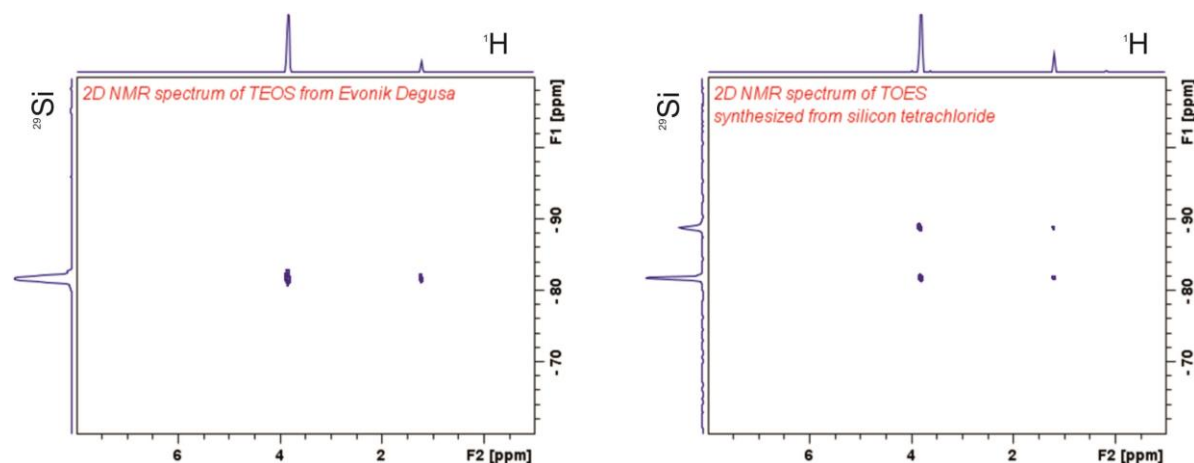 ¹H
²⁹Si
2D NMR spectrum of TEOS from Evonik Degusa
F1 [ppm]
-90
-80
-70
6
4
2
F2 [ppm]
¹H
²⁹Si
2D NMR spectrum of TOES
synthesized from silicon tetrachloride
F1 [ppm]
-90
-80
-70
6
4
2
F2 [ppm]